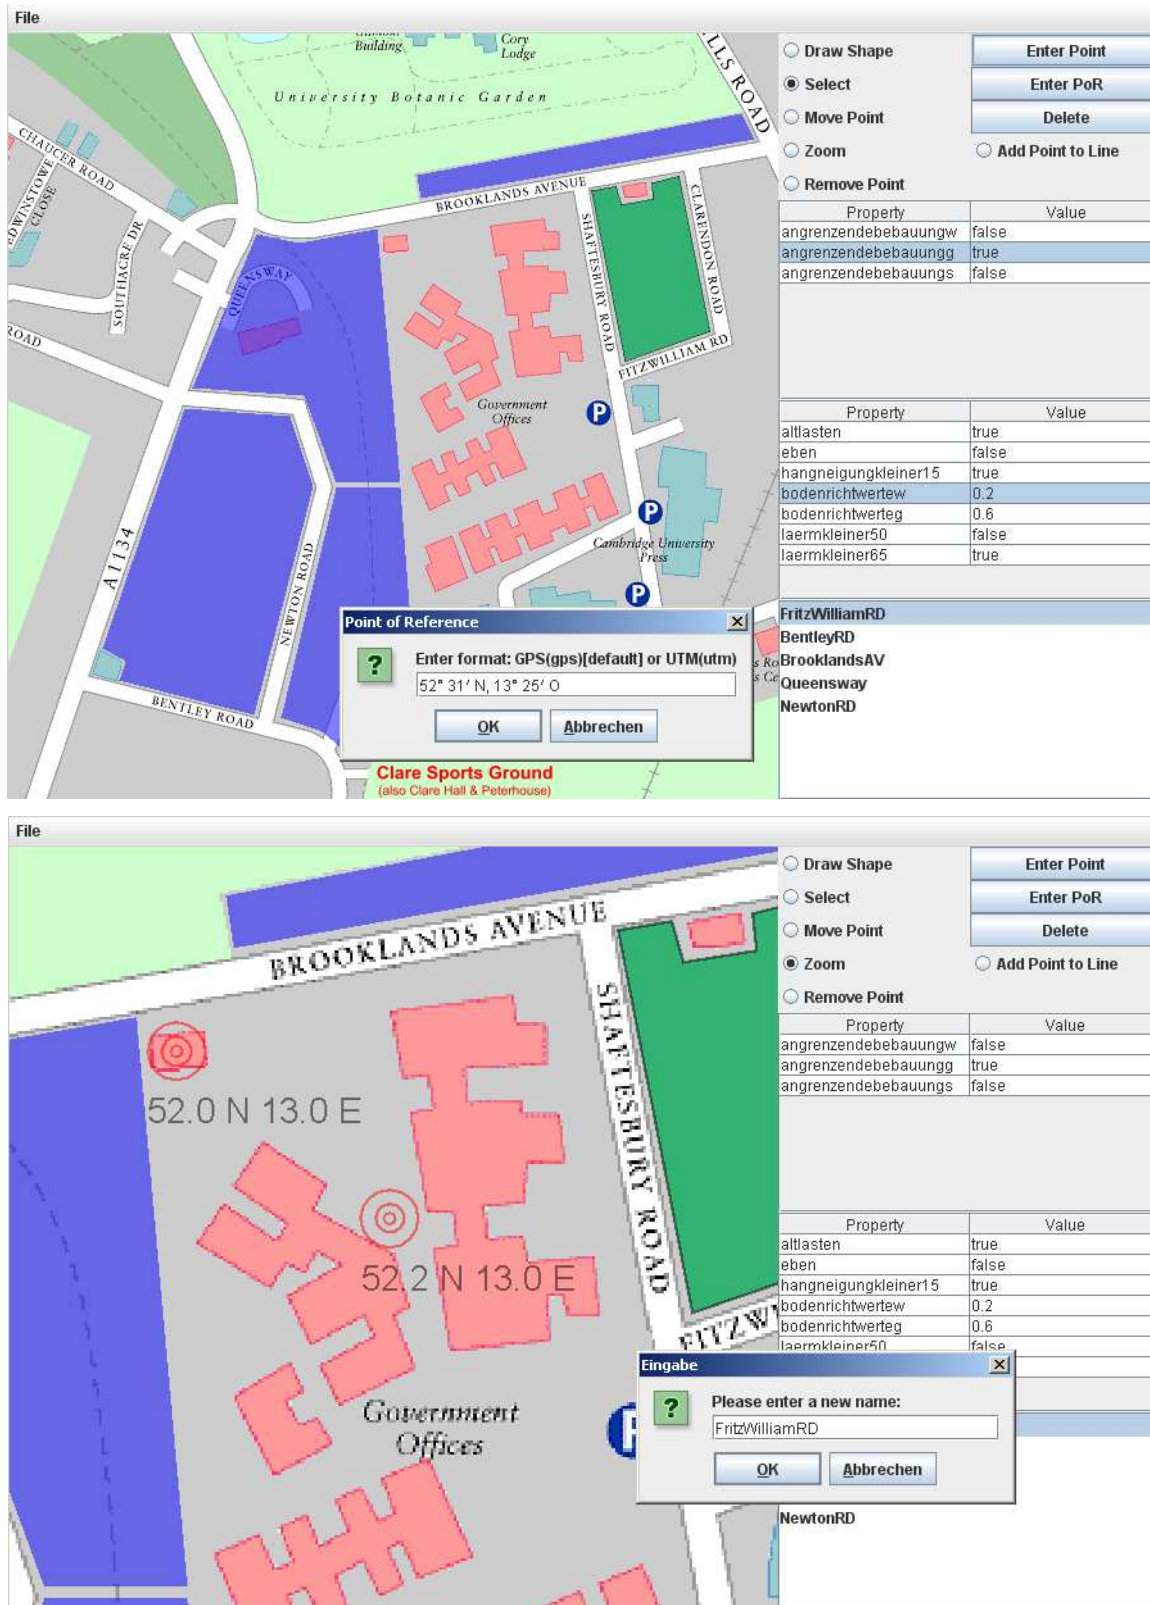 File
Building
Cory
Lodge
University Botanic Garden
LLS ROAD
CHAUCER ROAD
EDWINSTOWE
CLOSE
SOUTHACRE DR
ROAD
BROOKLANDS AVENUE
QUEENSWAY
SHAFTESBURY ROAD
CLARENDON ROAD
FITZWILLIAM RD
Government
Offices
P
P
Cambridge University
Press
P
A1134
NEWTON ROAD
BENTLEY ROAD
Clare Sports Ground
(also Clare Hall & Peterhouse)
Point of Reference
Enter format: GPS(gps)[default] or UTM(utm)
52° 31′ N, 13° 25′ O
OK Abbrechen
Draw Shape Enter Point
Select Enter PoR
Move Point Delete
Zoom Add Point to Line
Remove Point
Property Value
angrenzendebebauungw false
angrenzendebebauungg true
angrenzendebebauungs false
Property Value
altlasten true
eben false
hangneigungkleiner15 true
bodenrichtwertew 0.2
bodenrichtwerteg 0.6
laermkleiner50 false
laermkleiner65 true
FritzWilliamRD
BentleyRD
BrooklandsAV
Queensway
NewtonRD
File
BROOKLANDS AVENUE
SHAFTESBURY ROAD
52.0 N 13.0 E
52.2 N 13.0 E
FITZW
Government
Offices
Eingabe
Please enter a new name:
FritzWilliamRD
OK Abbrechen
Draw Shape Enter Point
Select Enter PoR
Move Point Delete
Zoom Add Point to Line
Remove Point
Property Value
angrenzendebebauungw false
angrenzendebebauungg true
angrenzendebebauungs false
Property Value
altlasten true
eben false
hangneigungkleiner15 true
bodenrichtwertew 0.2
bodenrichtwerteg 0.6
laermkleiner50 false
NewtonRD